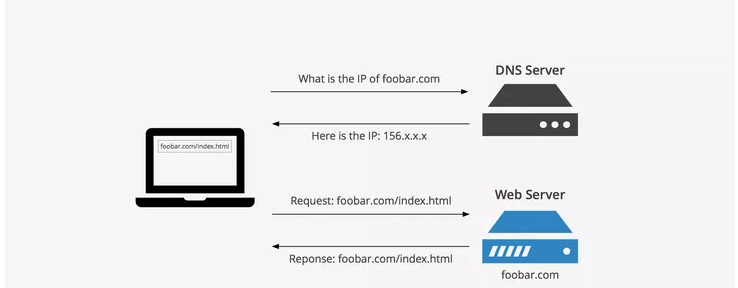 What is the IP of foobar.com
DNS Server
Here is the IP: 156.x.x.x
foobar.com/index.html
Request: foobar.com/index.html
Web Server
Reponse: foobar.com/index.html
foobar.com